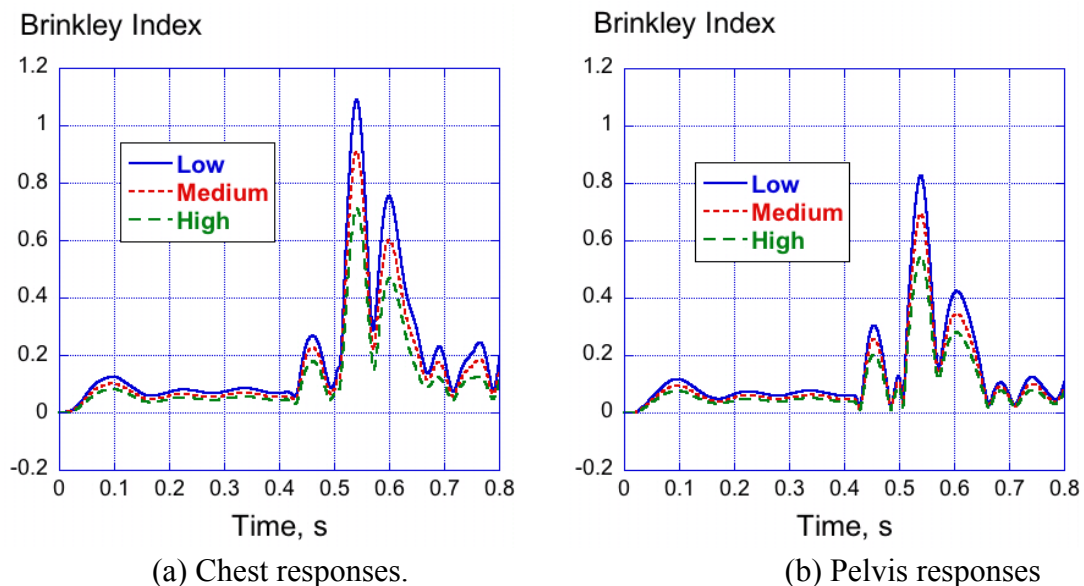 Brinkley Index
1.2
1
0.8
0.6
0.4
0.2
0
-0.2
Low
Medium
High
0 0.1 0.2 0.3 0.4 0.5 0.6 0.7 0.8
Time, s
(a) Chest responses.
Brinkley Index
1.2
1
0.8
0.6
0.4
0.2
0
-0.2
Low
Medium
High
0 0.1 0.2 0.3 0.4 0.5 0.6 0.7 0.8
Time, s
(b) Pelvis responses